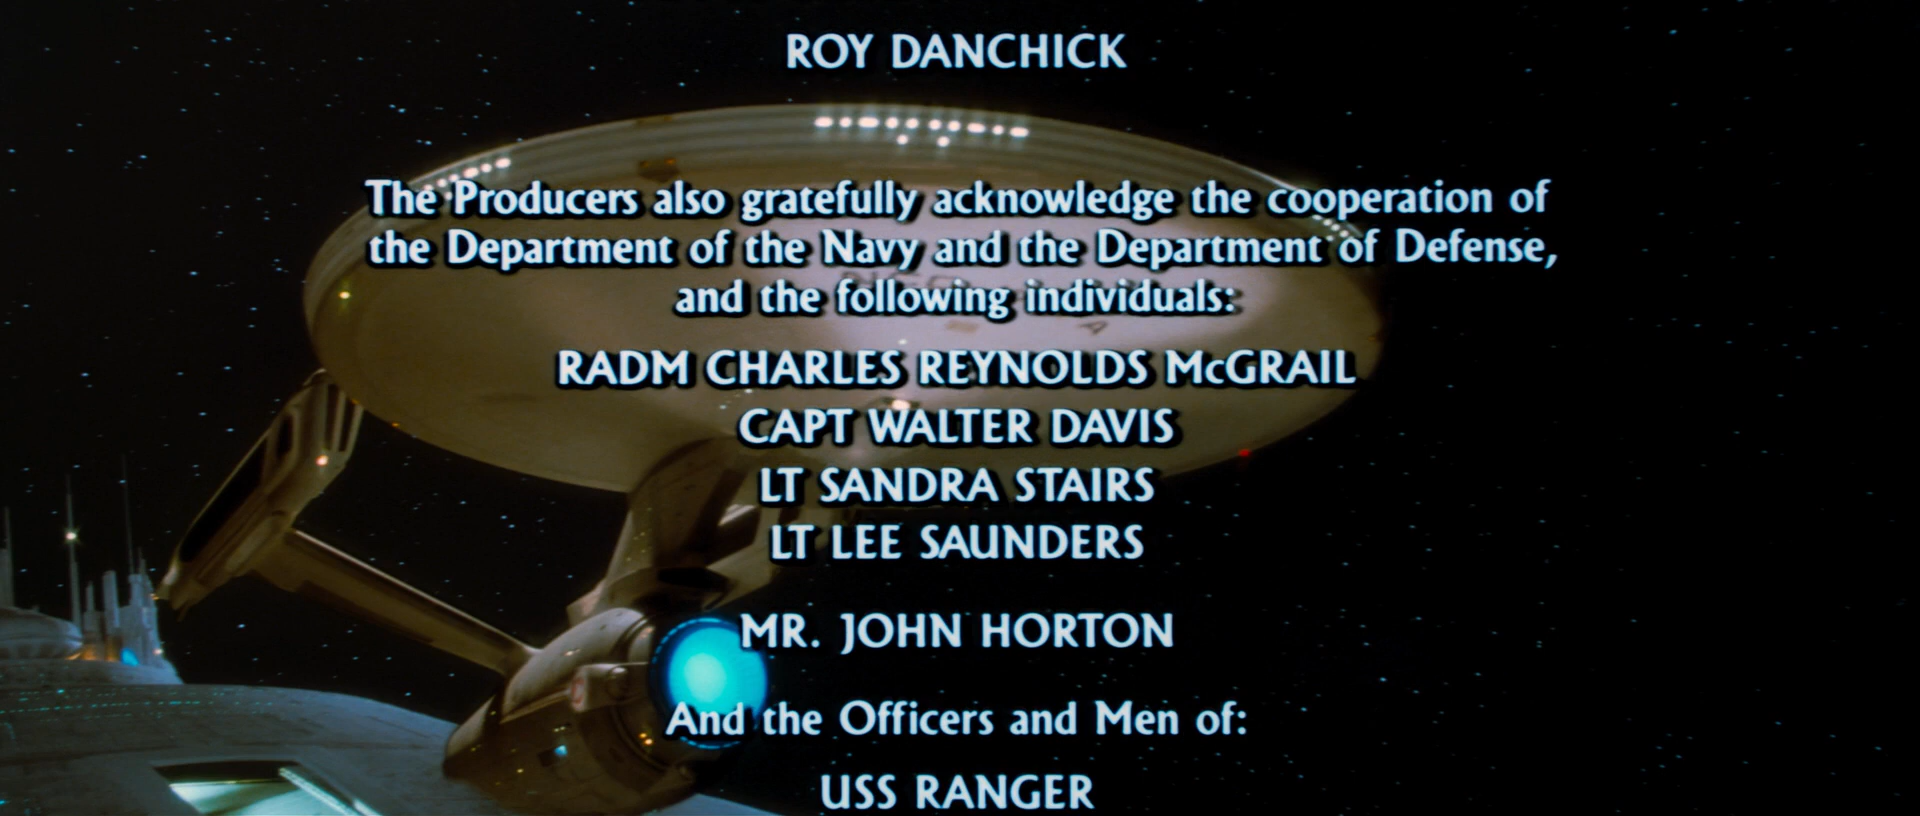 ROY DANCHICK
The Producers also gratefully acknowledge the cooperation of
the Department of the Navy and the Department of Defense,
and the following individuals:
RADM CHARLES REYNOLDS McGRAIL
CAPT WALTER DAVIS
LT SANDRA STAIRS
LT LEE SAUNDERS
MR. JOHN HORTON
And the Officers and Men of:
USS RANGER